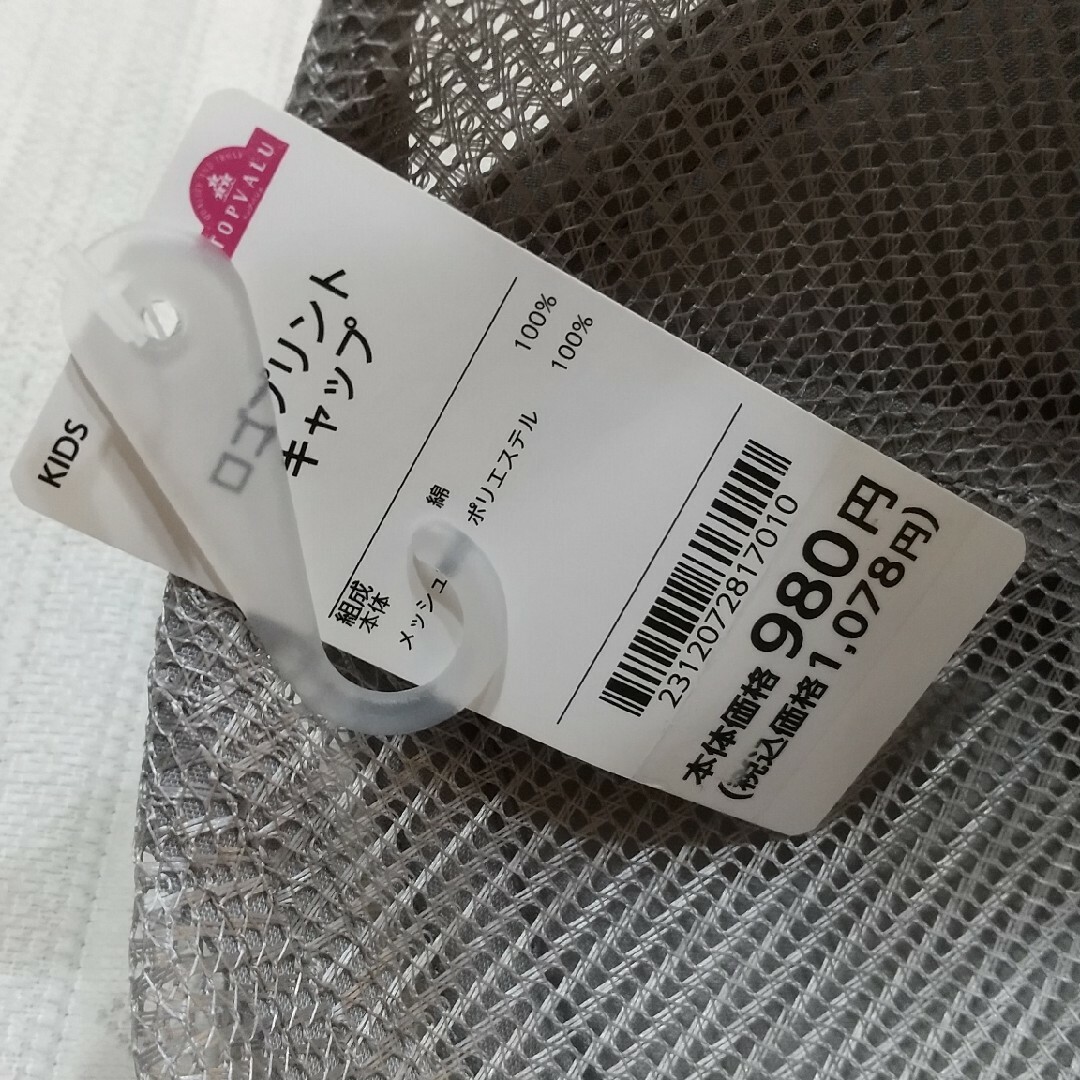 TOPVALU
KIDS
ロゴプリント
キャップ
組成
本体 綿 100%
メッシュ ポリエステル 100%
2312072817010
本体価格 980円
(税込価格1,078円)